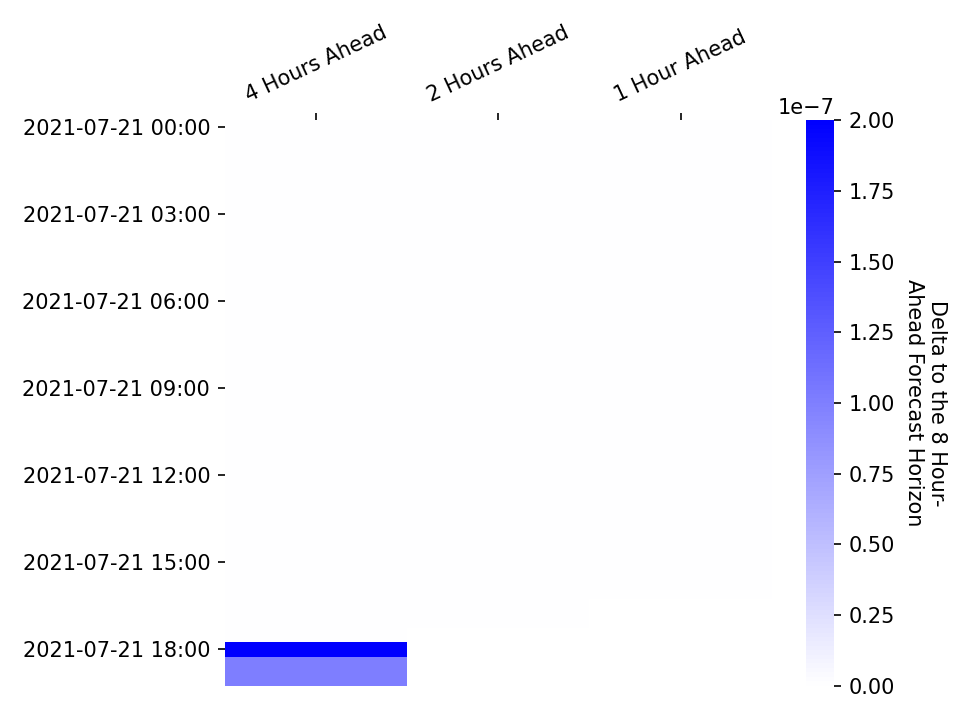 4 Hours Ahead
2 Hours Ahead
1 Hour Ahead
2021-07-21 00:00
2021-07-21 03:00
2021-07-21 06:00
2021-07-21 09:00
2021-07-21 12:00
2021-07-21 15:00
2021-07-21 18:00
1e−7
2.00
1.75
1.50
1.25
1.00
0.75
0.50
0.25
0.00
Delta to the 8 Hour-
Ahead Forecast Horizon